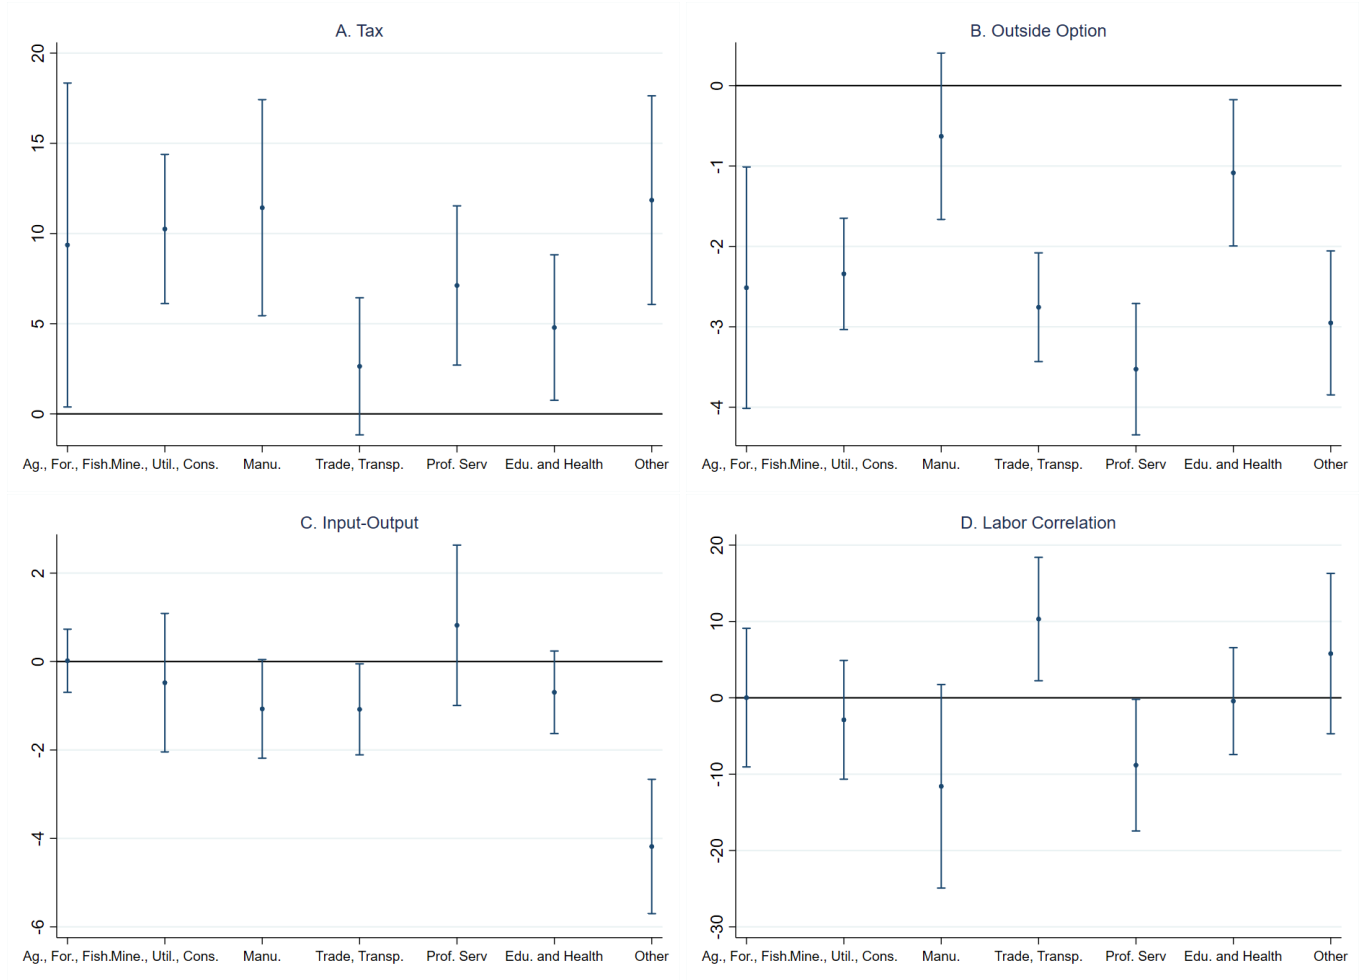 A. Tax
20
15
10
5
0
Ag., For., Fish. Mine., Util., Cons. Manu. Trade, Transp. Prof. Serv Edu. and Health Other
B. Outside Option
0
-1
-2
-3
-4
Ag., For., Fish. Mine., Util., Cons. Manu. Trade, Transp. Prof. Serv Edu. and Health Other
C. Input-Output
2
0
-2
-4
-6
Ag., For., Fish. Mine., Util., Cons. Manu. Trade, Transp. Prof. Serv Edu. and Health Other
D. Labor Correlation
20
10
0
-10
-20
-30
Ag., For., Fish. Mine., Util., Cons. Manu. Trade, Transp. Prof. Serv Edu. and Health Other